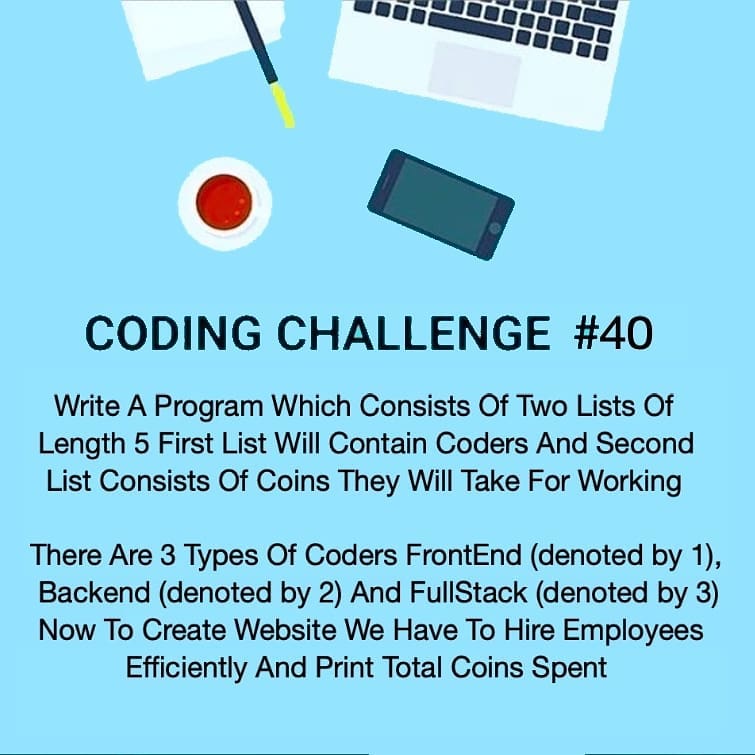 CODING CHALLENGE #40
Write A Program Which Consists Of Two Lists Of
Length 5 First List Will Contain Coders And Second
List Consists Of Coins They Will Take For Working
There Are 3 Types Of Coders FrontEnd (denoted by 1),
Backend (denoted by 2) And FullStack (denoted by 3)
Now To Create Website We Have To Hire Employees
Efficiently And Print Total Coins Spent